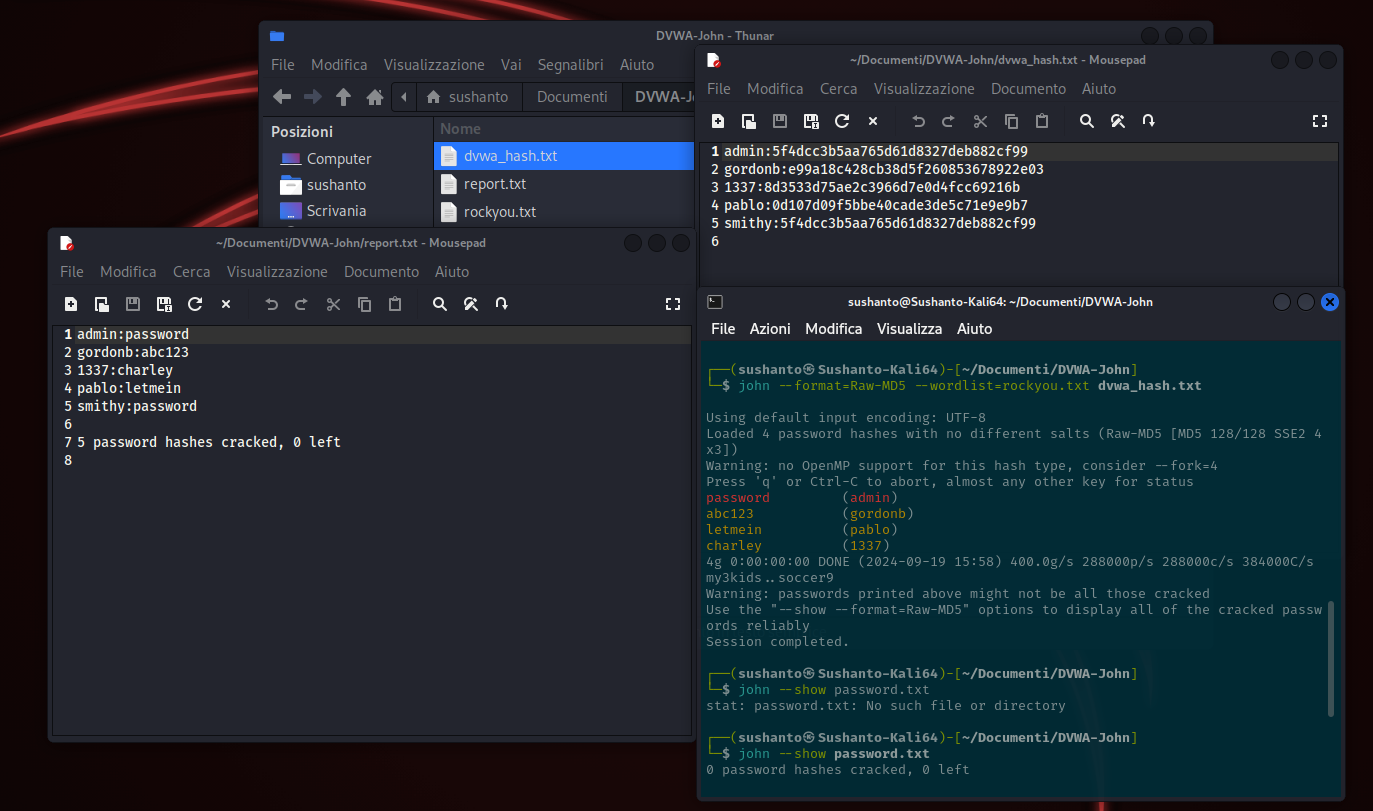 DVWA-John - Thunar
File Modifica Visualizzazione Vai Segnalibri Aiuto
sushanto Documenti DVWA-J
Posizioni
Computer
sushanto
Scrivania
Nome
dvwa_hash.txt
report.txt
rockyou.txt
~/Documenti/DVWA-John/dvwa_hash.txt - Mousepad
File Modifica Cerca Visualizzazione Documento Aiuto
1 admin:5f4dcc3b5aa765d61d8327deb882cf99
2 gordonb:e99a18c428cb38d5f260853678922e03
3 1337:8d3533d75ae2c3966d7e0d4fcc69216b
4 pablo:0d107d09f5bbe40cade3de5c71e9e9b7
5 smithy:5f4dcc3b5aa765d61d8327deb882cf99
6
~/Documenti/DVWA-John/report.txt - Mousepad
File Modifica Cerca Visualizzazione Documento Aiuto
1 admin:password
2 gordonb:abc123
3 1337:charley
4 pablo:letmein
5 smithy:password
6
7 5 password hashes cracked, 0 left
8
sushanto@Sushanto-Kali64: ~/Documenti/DVWA-John
File Azioni Modifica Visualizza Aiuto
┌──(sushanto㉿Sushanto-Kali64)-[~/Documenti/DVWA-John]
└─$ john --format=Raw-MD5 --wordlist=rockyou.txt dvwa_hash.txt
Using default input encoding: UTF-8
Loaded 4 password hashes with no different salts (Raw-MD5 [MD5 128/128 SSE2 4
x3])
Warning: no OpenMP support for this hash type, consider --fork=4
Press 'q' or Ctrl-C to abort, almost any other key for status
password (admin)
abc123 (gordonb)
letmein (pablo)
charley (1337)
4g 0:00:00:00 DONE (2024-09-19 15:58) 400.0g/s 288000p/s 288000c/s 384000C/s
my3kids..soccer9
Warning: passwords printed above might not be all those cracked
Use the "--show --format=Raw-MD5" options to display all of the cracked passw
ords reliably
Session completed.
┌──(sushanto㉿Sushanto-Kali64)-[~/Documenti/DVWA-John]
└─$ john --show password.txt
stat: password.txt: No such file or directory
┌──(sushanto㉿Sushanto-Kali64)-[~/Documenti/DVWA-John]
└─$ john --show password.txt
0 password hashes cracked, 0 left